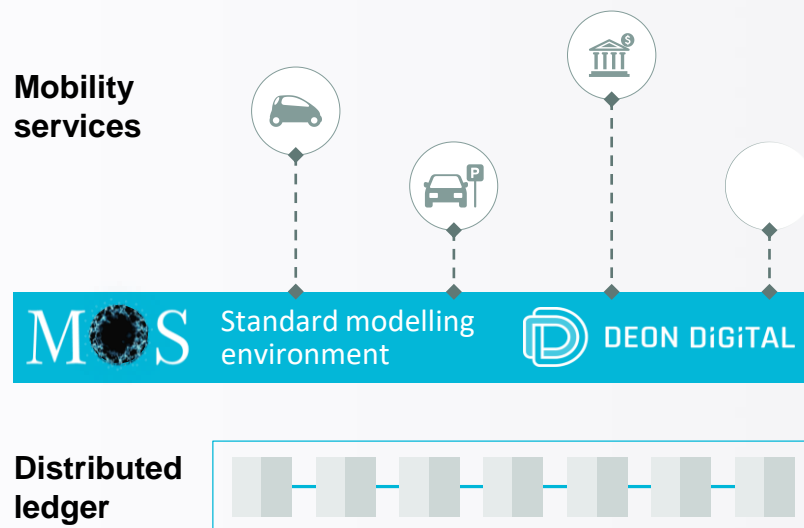 Mobility
services
$
P
MOS
Standard modelling
environment
DEON DiGiTAL
Distributed
ledger